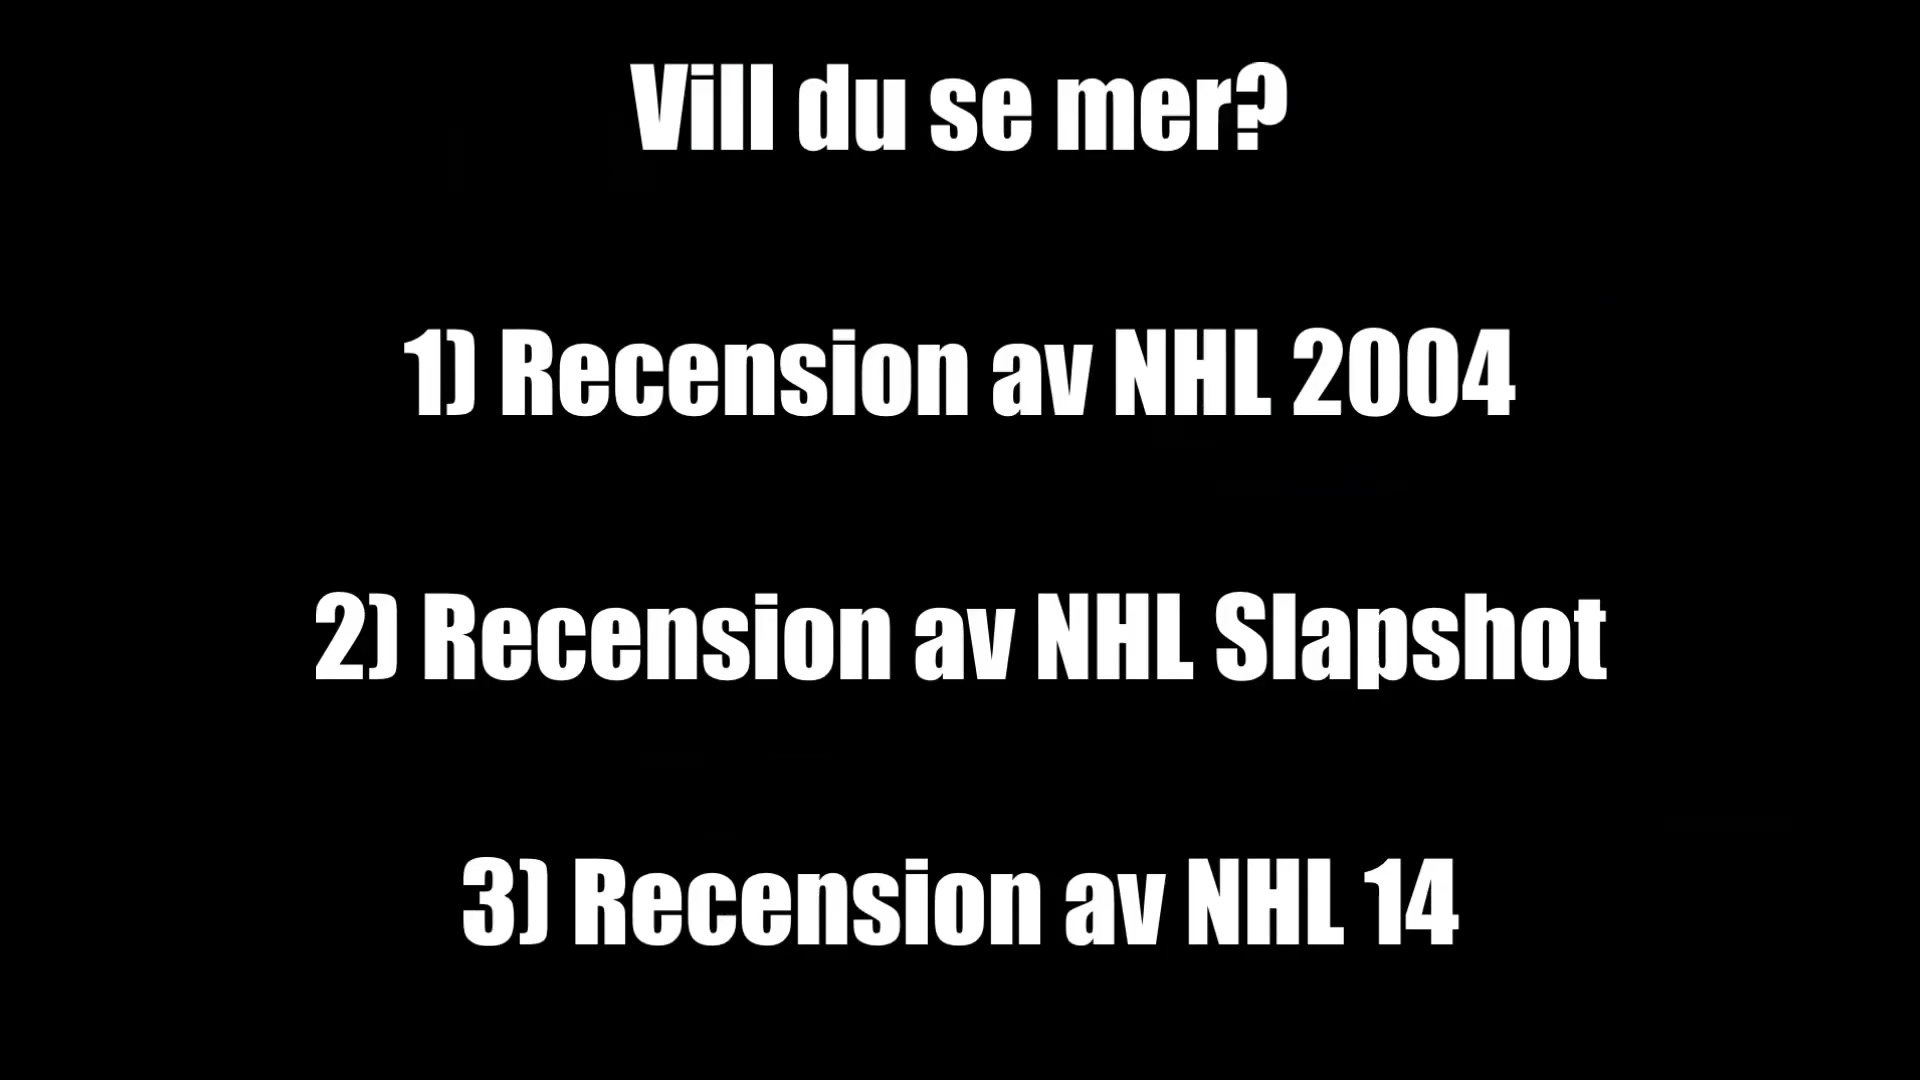 Vill du se mer?
1) Recension av NHL 2004
2) Recension av NHL Slapshot
3) Recension av NHL 14